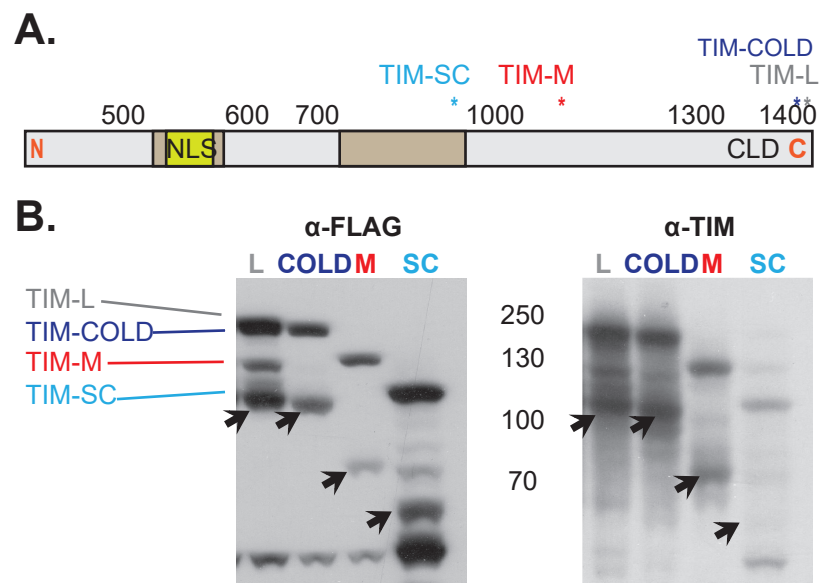 A.
TIM-COLD
TIM-SC TIM-M TIM-L
* * * *
500 600 700 1000 1300 1400
N NLS CLD C
B.
α-FLAG α-TIM
L COLD M SC L COLD M SC
TIM-L
TIM-COLD
TIM-M
TIM-SC
250
130
100
70